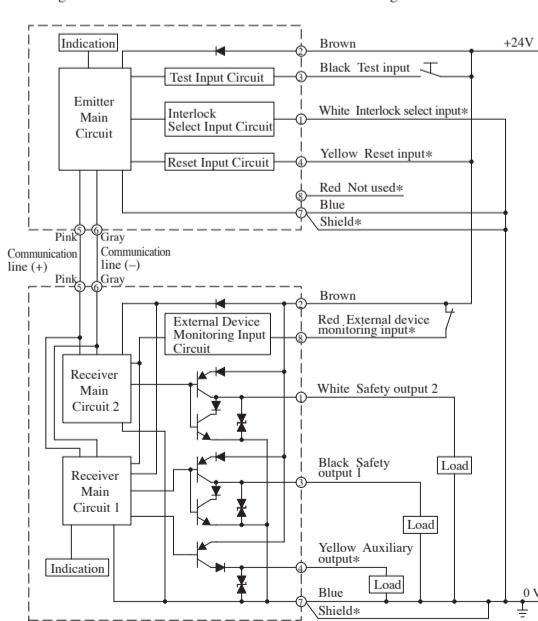 Indication
② Brown
+24V
③ Black Test input
Test Input Circuit
Emitter
Main
Circuit
Interlock
Select Input Circuit
① White Interlock select input*
Reset Input Circuit
④ Yellow Reset input*
⑧ Red Not used*
⑦ Blue
Shield*
Pink ⑤ ⑥ Gray
Communication
line (+)
Communication
line (–)
Pink ⑤ ⑥ Gray
② Brown
External Device
Monitoring Input
Circuit
⑧ Red External device
monitoring input*
Receiver
Main
Circuit 2
① White Safety output 2
Load
Receiver
Main
Circuit 1
③ Black Safety
output 1
Load
Yellow Auxiliary
④ output*
Load
Indication
⑦ Blue
0 V
Shield*